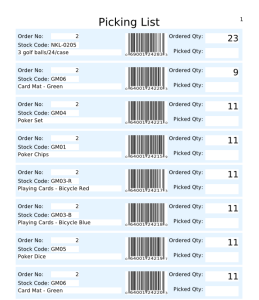 Picking List
1
Order No: 2 Ordered Qty: 23
Stock Code: NKL-0205
3 golf balls/24/case Picked Qty:
Order No: 2 Ordered Qty: 9
Stock Code: GM06
Card Mat - Green Picked Qty:
Order No: 2 Ordered Qty: 11
Stock Code: GM04
Poker Set Picked Qty:
Order No: 2 Ordered Qty: 11
Stock Code: GM01
Poker Chips Picked Qty:
Order No: 2 Ordered Qty: 11
Stock Code: GM03-R
Playing Cards - Bicycle Red Picked Qty:
Order No: 2 Ordered Qty: 11
Stock Code: GM03-B
Playing Cards - Bicycle Blue Picked Qty:
Order No: 2 Ordered Qty: 11
Stock Code: GM05
Poker Dice Picked Qty:
Order No: 2 Ordered Qty: 11
Stock Code: GM06
Card Mat - Green Picked Qty: